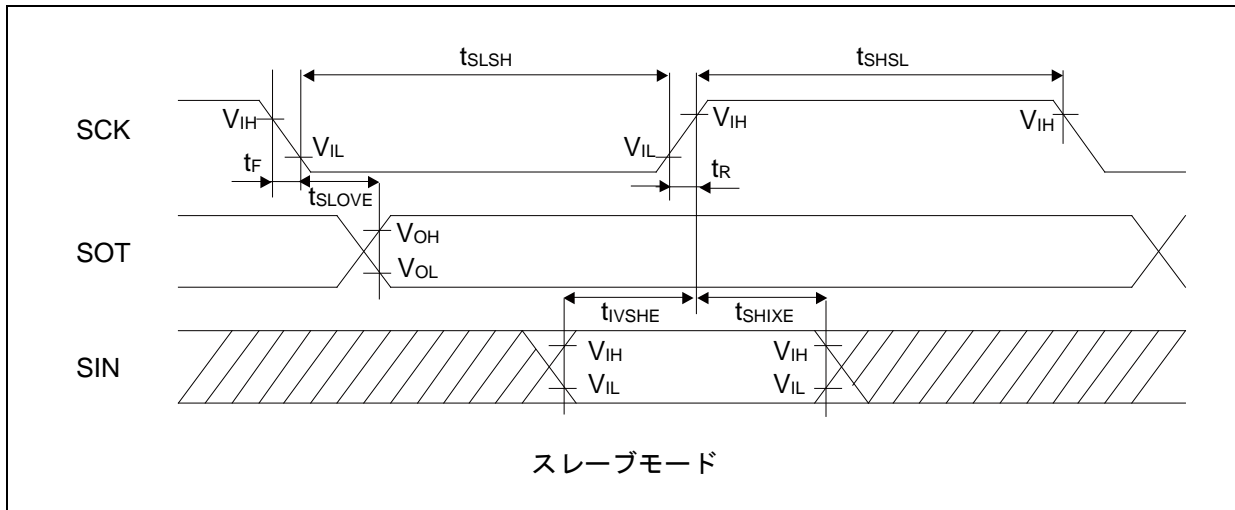 tSLSH
tSHSL
SCK
VIH
VIL
VIL
VIH
VIH
tF
tSLOVE
tR
SOT
VOH
VOL
tIVSHE
tSHIXE
SIN
VIH
VIL
VIH
VIL
スレーブモード